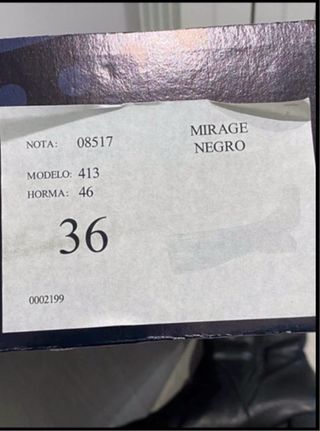 NOTA: 08517
MIRAGE
NEGRO
MODELO: 413
HORMA: 46
36
0002199